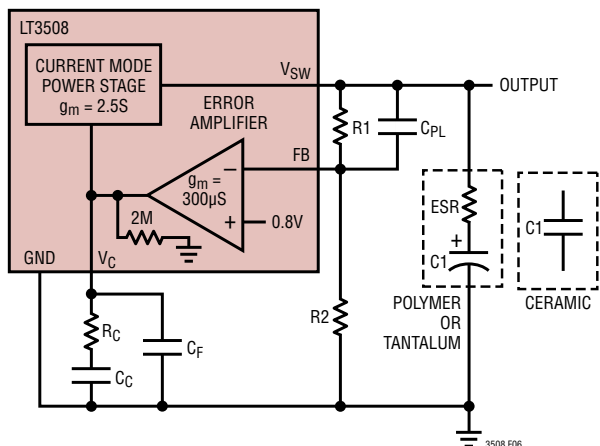 LT3508
CURRENT MODE
POWER STAGE
gm = 2.5S
VSW
OUTPUT
ERROR
AMPLIFIER
R1
CPL
FB
–
gm =
300µS
+
0.8V
2M
GND
VC
ESR
+
C1
C1
POLYMER
OR
TANTALUM
CERAMIC
R2
RC
CF
CC
3508 F06